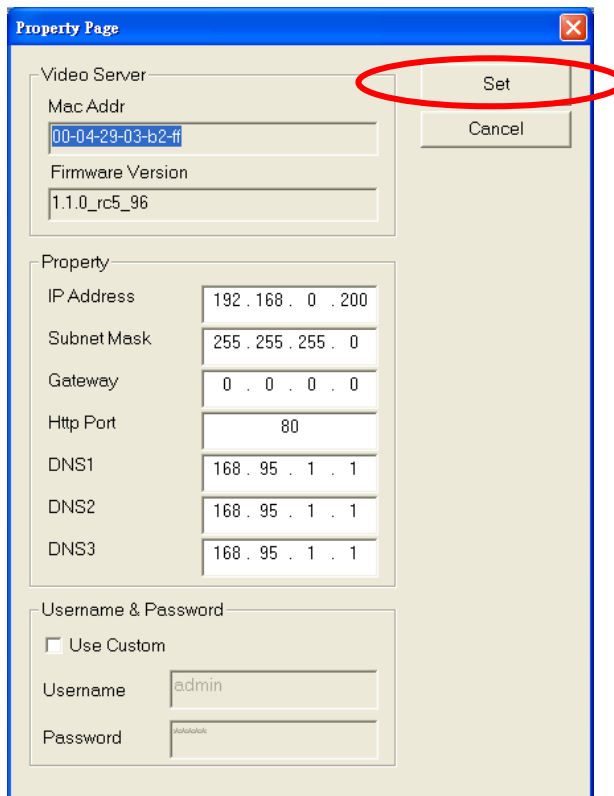 Property Page
Video Server
Set
Mac Addr
Cancel
00-04-29-03-b2-ff
Firmware Version
1.1.0_rc5_96
Property
IP Address 192 . 168 . 0 . 200
Subnet Mask 255 . 255 . 255 . 0
Gateway 0 . 0 . 0 . 0
Http Port 80
DNS1 168 . 95 . 1 . 1
DNS2 168 . 95 . 1 . 1
DNS3 168 . 95 . 1 . 1
Username & Password
Use Custom
Username admin
Password *****